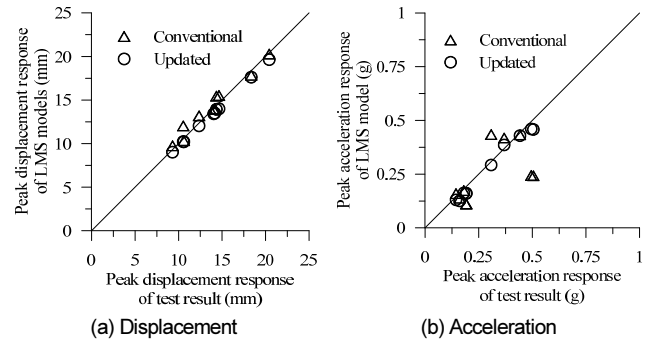 25
20
15
10
5
0
Peak displacement response
of LMS models (mm)
Conventional
Updated
0 5 10 15 20 25
Peak displacement response
of test result (mm)
(a) Displacement
1
0.75
0.5
0.25
0
Peak acceleration response
of LMS model (g)
Conventional
Updated
0 0.25 0.5 0.75 1
Peak acceleration response
of test result (g)
(b) Acceleration